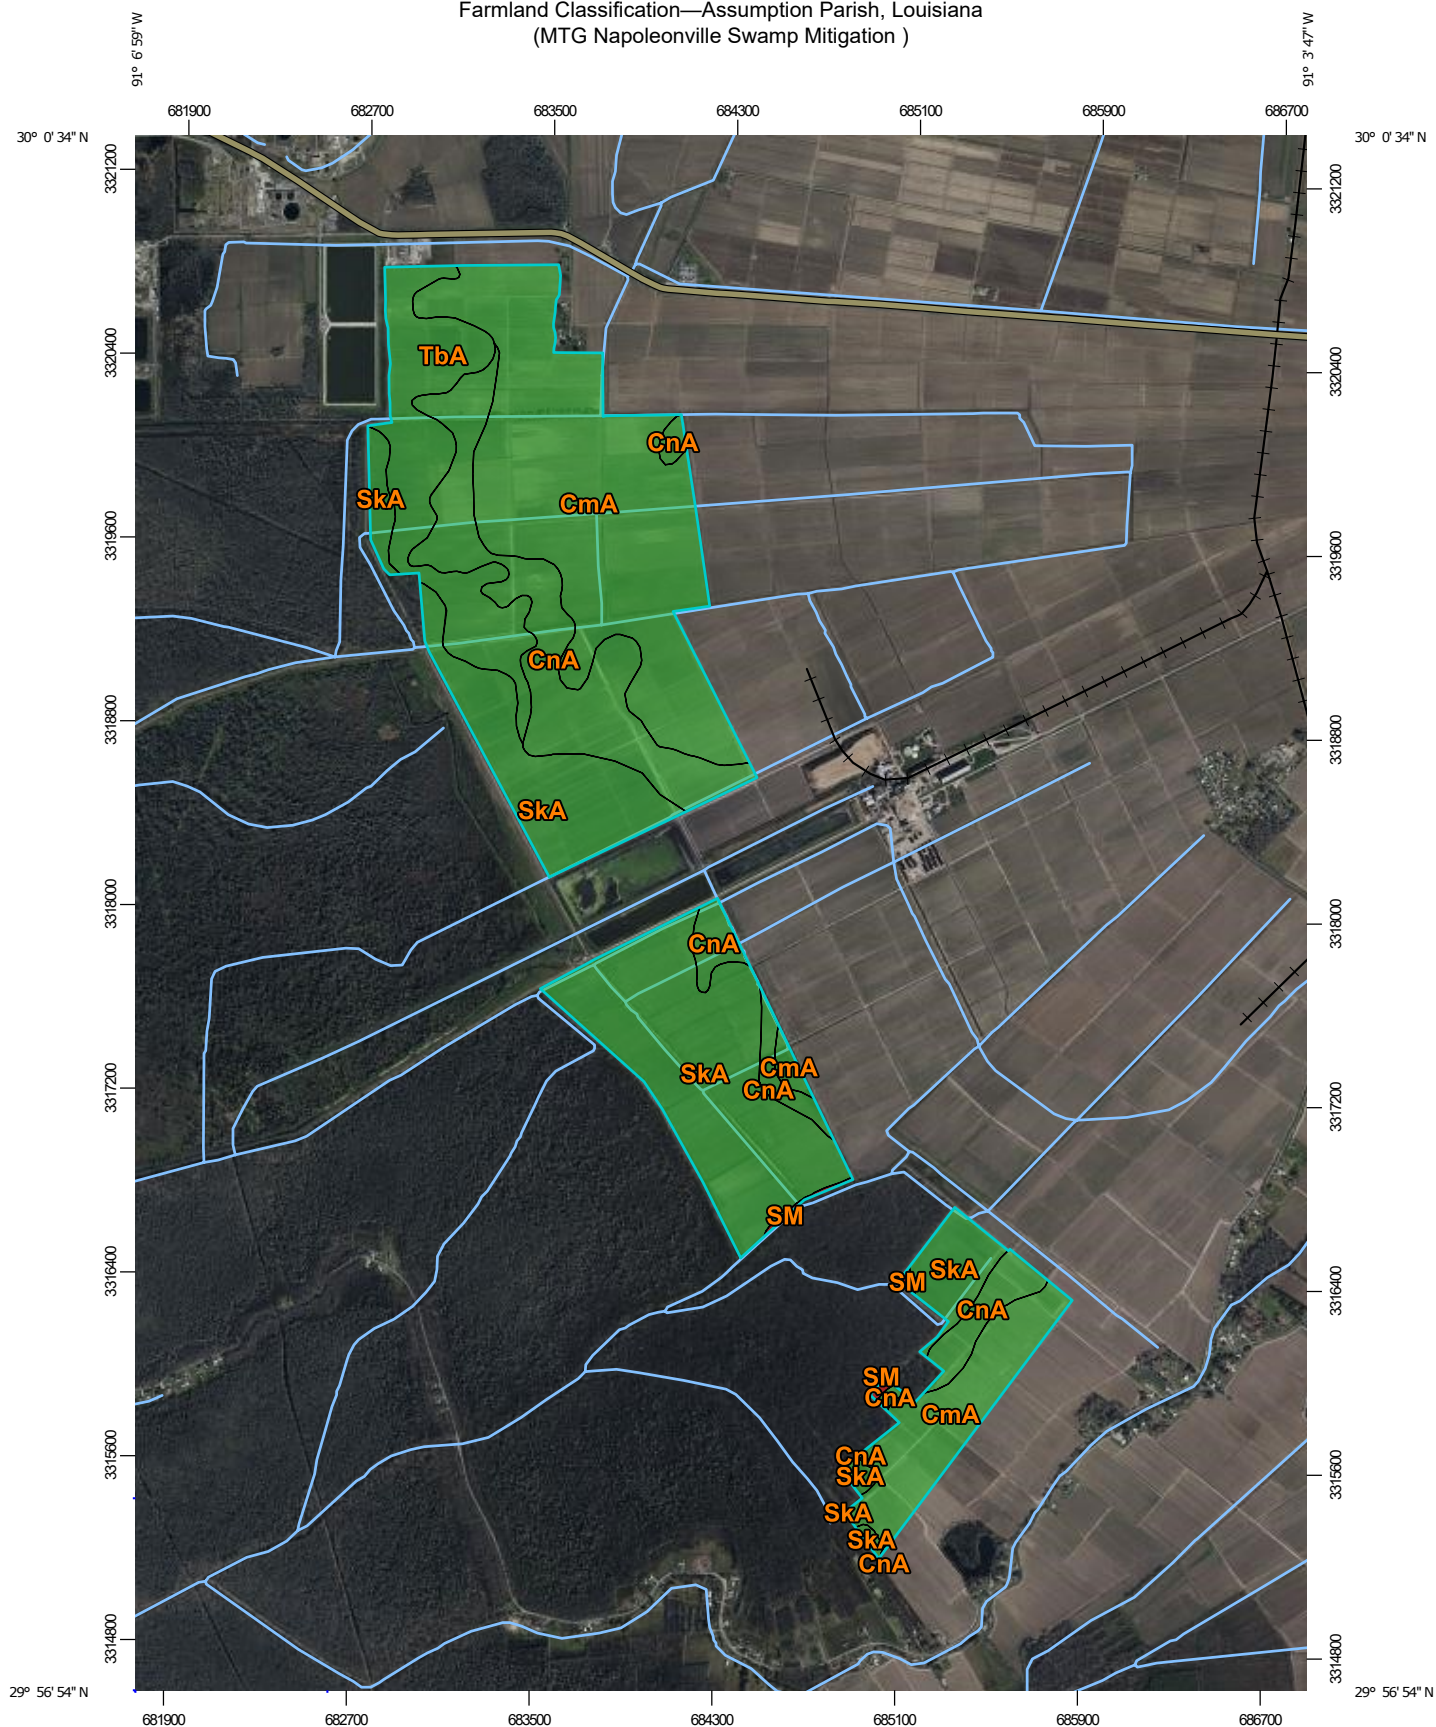 Farmland Classification—Assumption Parish, Louisiana
(MTG Napoleonville Swamp Mitigation )
91° 6' 59'' W
91° 3' 47'' W
681900 682700 683500 684300 685100 685900 686700
30° 0' 34'' N
30° 0' 34'' N
3321200
3321200
3320400
3320400
3319600
3319600
3318800
3318800
3318000
3318000
3317200
3317200
3316400
3316400
3315600
3315600
3314800
3314800
TbA
CnA
SkA
CmA
CnA
SkA
CnA
CmA
SkA
CnA
SM
SkA
SM
CnA
SM
CnA
CmA
CnA
SkA
SkA
SkA
CnA
29° 56' 54'' N
29° 56' 54'' N
681900 682700 683500 684300 685100 685900 686700